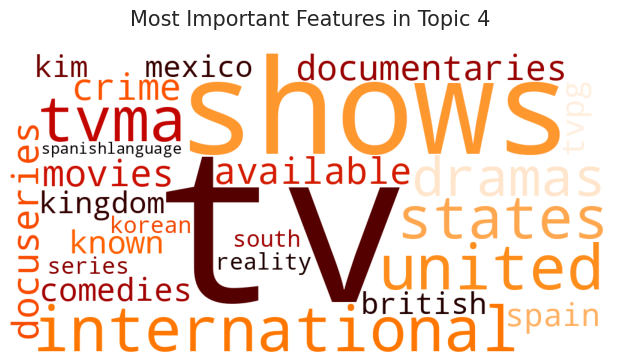 Most Important Features in Topic 4
kim
mexico
documentaries
crime
shows
tvpg
tvma
spanishlanguage
movies
available
dramas
tv
kingdom
docuseries
korean
states
known
south
series
reality
united
comedies
british
international
spain